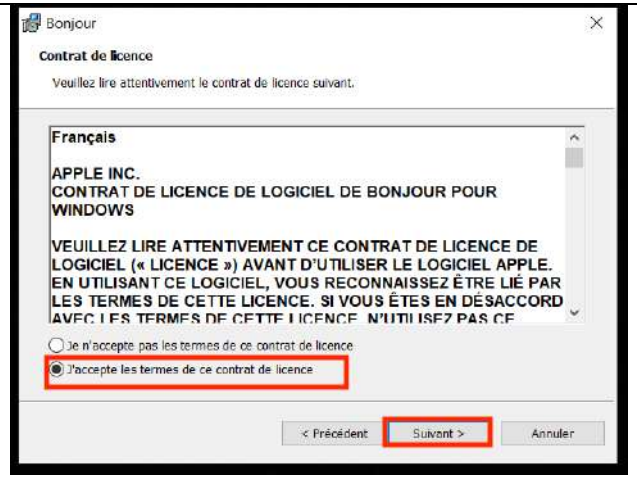 Bonjour
Contrat de licence
Veuillez lire attentivement le contrat de licence suivant.
Français
APPLE INC.
CONTRAT DE LICENCE DE LOGICIEL DE BONJOUR POUR
WINDOWS
VEUILLEZ LIRE ATTENTIVEMENT CE CONTRAT DE LICENCE DE
LOGICIEL (« LICENCE ») AVANT D'UTILISER LE LOGICIEL APPLE.
EN UTILISANT CE LOGICIEL, VOUS RECONNAISSEZ ÊTRE LIÉ PAR
LES TERMES DE CETTE LICENCE. SI VOUS ÊTES EN DÉSACCORD
AVEC LES TERMES DE CETTE LICENCE, N'UTILISEZ PAS CE
Je n'accepte pas les termes de ce contrat de licence
J'accepte les termes de ce contrat de licence
< Précédent Suivant > Annuler